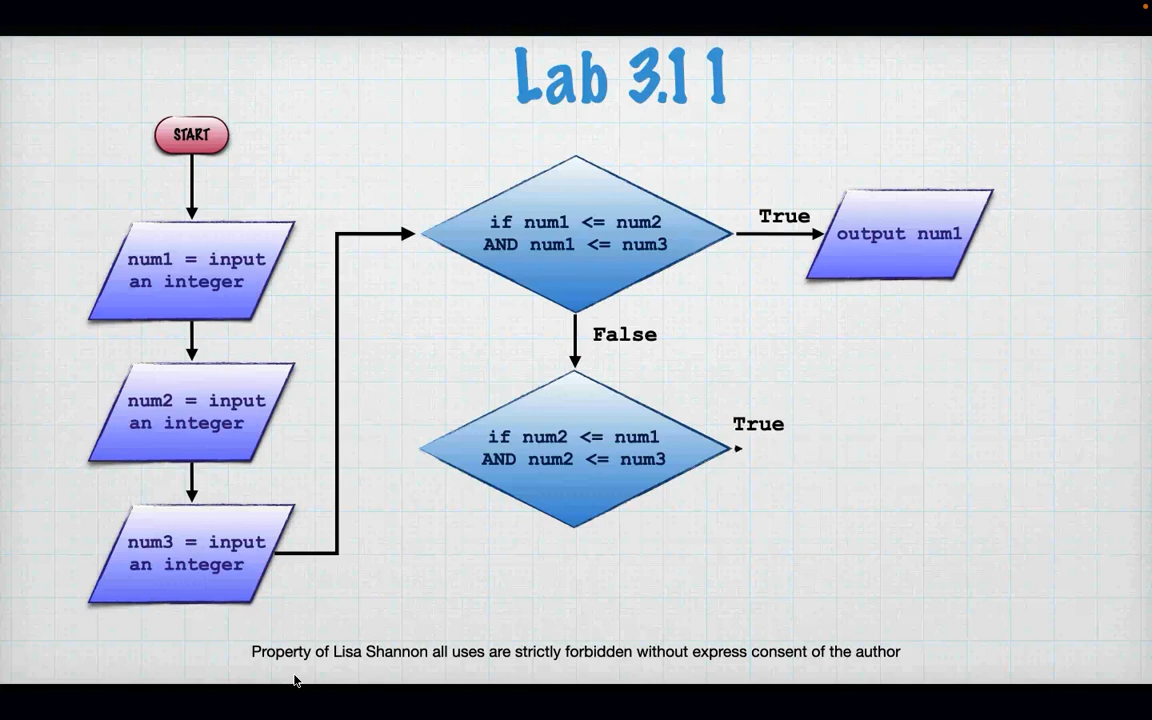 Lab 3.11
START
num1 = input
an integer
num2 = input
an integer
num3 = input
an integer
if num1 <= num2
AND num1 <= num3
True
output num1
False
if num2 <= num1
AND num2 <= num3
True
Property of Lisa Shannon all uses are strictly forbidden without express consent of the author